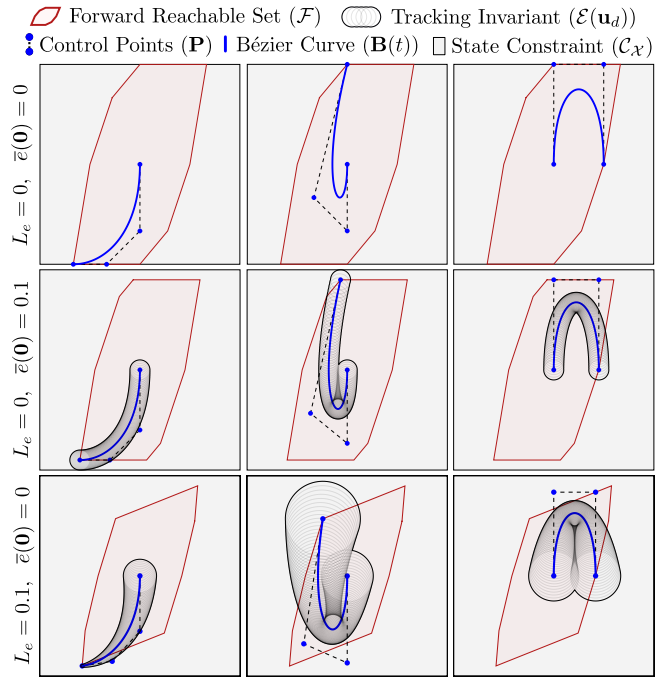 Forward Reachable Set (ℱ) Tracking Invariant (ℰ(𝐮_d))
Control Points (𝐏) Bézier Curve (𝐁(t)) State Constraint (𝒞_𝒳)
L_e = 0, e̅(𝟎) = 0
L_e = 0, e̅(𝟎) = 0.1
L_e = 0.1, e̅(𝟎) = 0